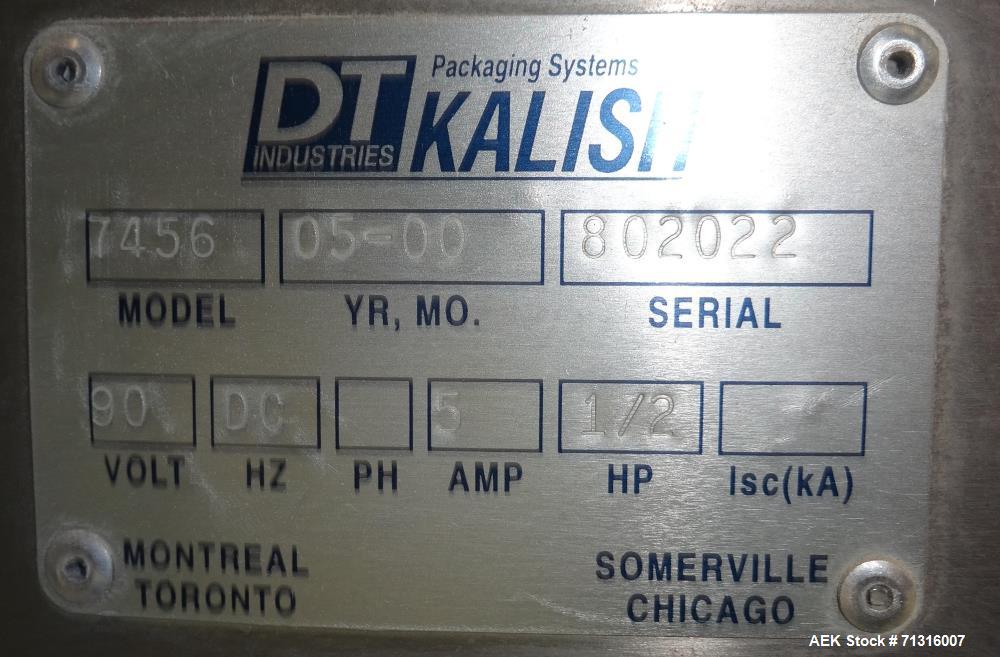 DT INDUSTRIES
Packaging Systems
KALISH
7456 05-00 802022
MODEL YR, MO. SERIAL
90 DC 5 1/2
VOLT HZ PH AMP HP Isc(kA)
MONTREAL
TORONTO
SOMERVILLE
CHICAGO
AEK Stock # 71316007